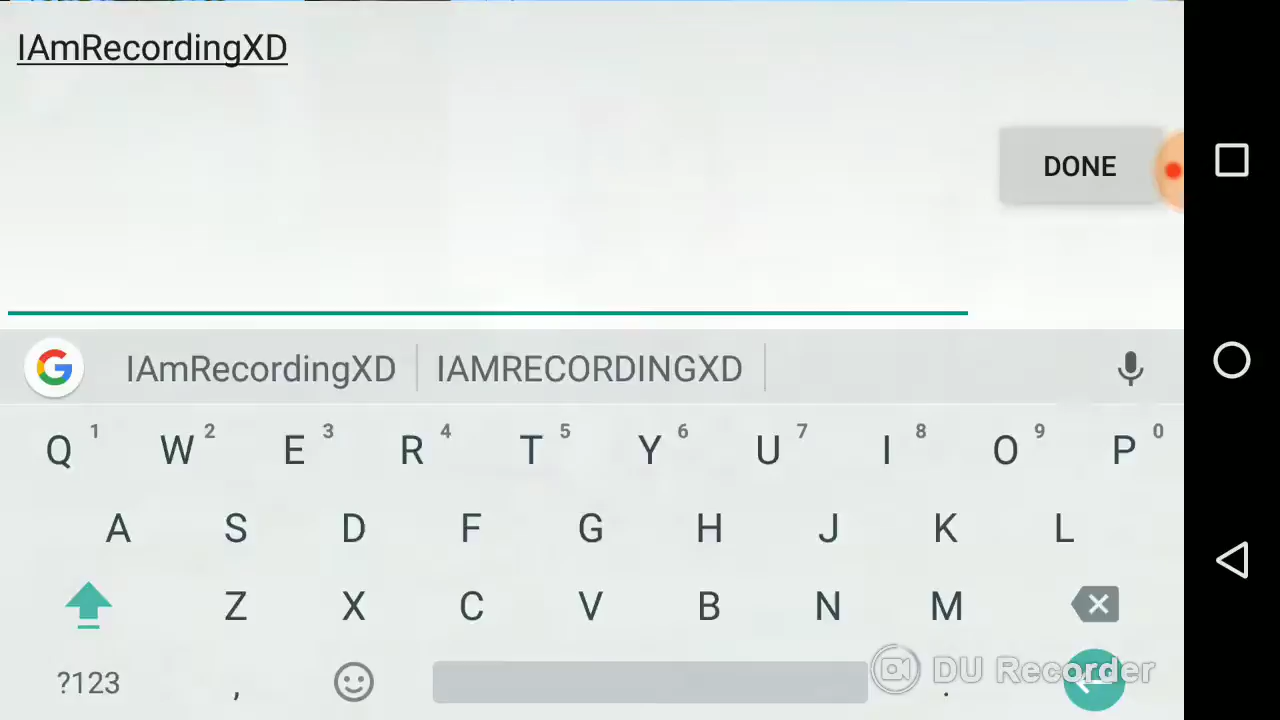 IAmRecordingXD
DONE
IAmRecordingXD IAMRECORDINGXD
Q 1 W 2 E 3 R 4 T 5 Y 6 U 7 I 8 O 9 P 0
A S D F G H J K L
Z X C V B N M
?123 , .
DU Recorder